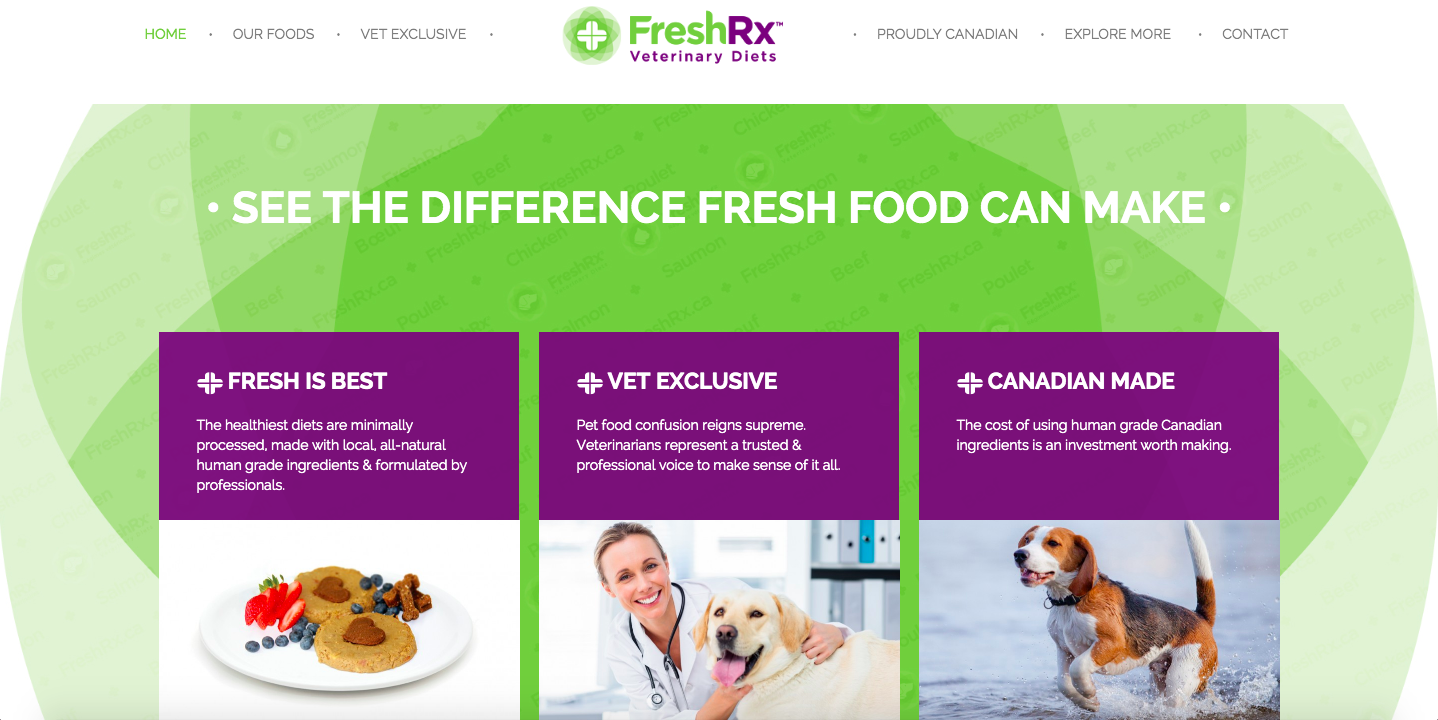 HOME • OUR FOODS • VET EXCLUSIVE •
FreshRx™
Veterinary Diets
• PROUDLY CANADIAN • EXPLORE MORE • CONTACT
• SEE THE DIFFERENCE FRESH FOOD CAN MAKE •
FRESH IS BEST
The healthiest diets are minimally
processed, made with local, all-natural
human grade ingredients & formulated by
professionals.
VET EXCLUSIVE
Pet food confusion reigns supreme.
Veterinarians represent a trusted &
professional voice to make sense of it all.
CANADIAN MADE
The cost of using human grade Canadian
ingredients is an investment worth making.